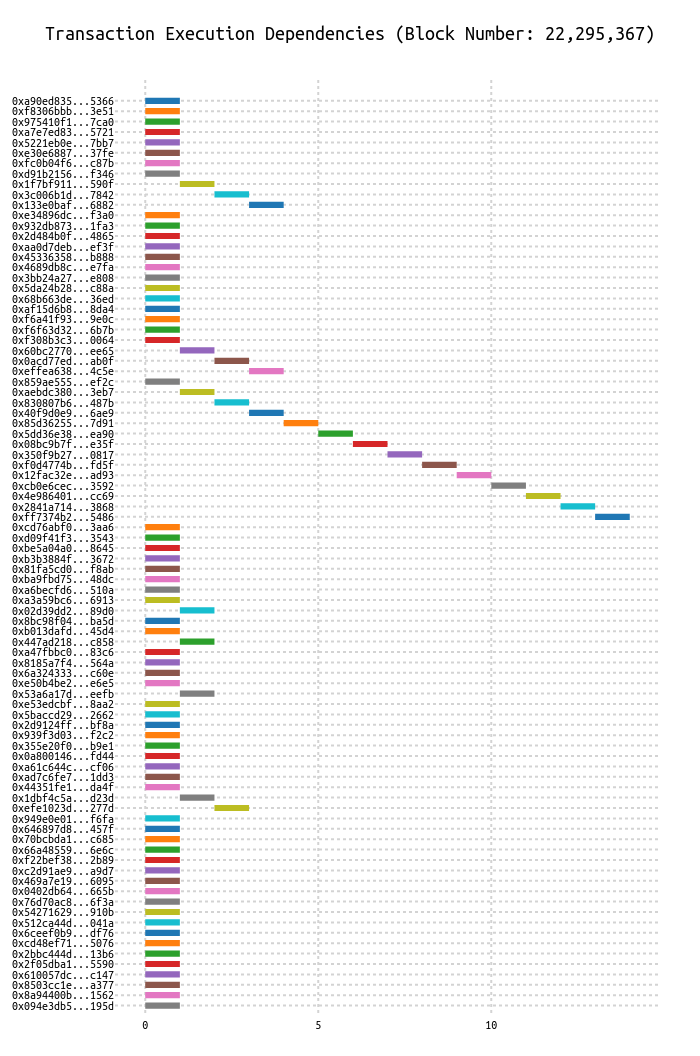 Transaction Execution Dependencies (Block Number: 22,295,367)
0xa90ed835...5366
0xf8306bbb...3e51
0x975410f1...7ca0
0xa7e7ed83...5721
0x5221eb0e...7bb7
0xe30e6887...37fe
0xfc0b04f6...c87b
0xd91b2156...f346
0x1f7bf911...590f
0x3c006b1d...7842
0x133e0baf...6882
0xe34896dc...f3a0
0x932db873...1fa3
0x2d484b0f...4865
0xaa0d7deb...ef3f
0x45336358...b888
0x4689db8c...e7fa
0x3bb24a27...e808
0x5da24b28...c88a
0x68b663de...36ed
0xaf15d6b8...8da4
0xf6a41f93...9e0c
0xf6f63d32...6b7b
0xf308b3c3...0064
0x60bc2770...ee65
0x0acd77ed...ab0f
0xeffea638...4c5e
0x859ae555...ef2c
0xaebdc380...3eb7
0x830807b6...487b
0x40f9d0e9...6ae9
0x85d36255...7d91
0x5dd36e38...ea90
0x08bc9b7f...e35f
0x350f9b27...0817
0xf0d4774b...fd5f
0x12fac32e...ad93
0xcb0e6cec...3592
0x4e986401...cc69
0x2841a714...3868
0xff7374b2...5486
0xcd76abf0...3aa6
0xd09f41f3...3543
0xbe5a04a0...8645
0xb3b3884f...3672
0x81fa5cd0...f8ab
0xba9fbd75...48dc
0xa6becfd6...510a
0xa3a59bc6...6913
0x02d39dd2...89d0
0x8bc98f04...ba5d
0xb013dafd...45d4
0x447ad218...c858
0xa47fbbc0...83c6
0x8185a7f4...564a
0x6a324333...c60e
0xe50b4be2...e6e5
0x53a6a17d...eefb
0xe53edcbf...8aa2
0x5baccd29...2662
0x2d9124ff...bf8a
0x939f3d03...f2c2
0x355e20f0...b9e1
0x0a800146...fd44
0xa61c644c...cf06
0xad7c6fe7...1dd3
0x44351fe1...da4f
0x1dbf4c5a...d23d
0xefe1023d...277d
0x949e0e01...f6fa
0x646897d8...457f
0x70bcbda1...c685
0x66a48559...6e6c
0xf22bef38...2b89
0xc2d91ae9...a9d7
0x469a7e19...6095
0x0402db64...665b
0x76d70ac8...6f3a
0x54271629...910b
0x512ca44d...041a
0x6ceef0b9...df76
0xcd48ef71...5076
0x2bbc444d...13b6
0x2f05dba1...5590
0x610057dc...c147
0x8503cc1e...a377
0x8a94400b...1562
0x094e3db5...195d
0 5 10